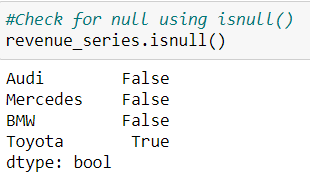 #Check for null using isnull()
revenue_series.isnull()
Audi        False
Mercedes    False
BMW         False
Toyota       True
dtype: bool